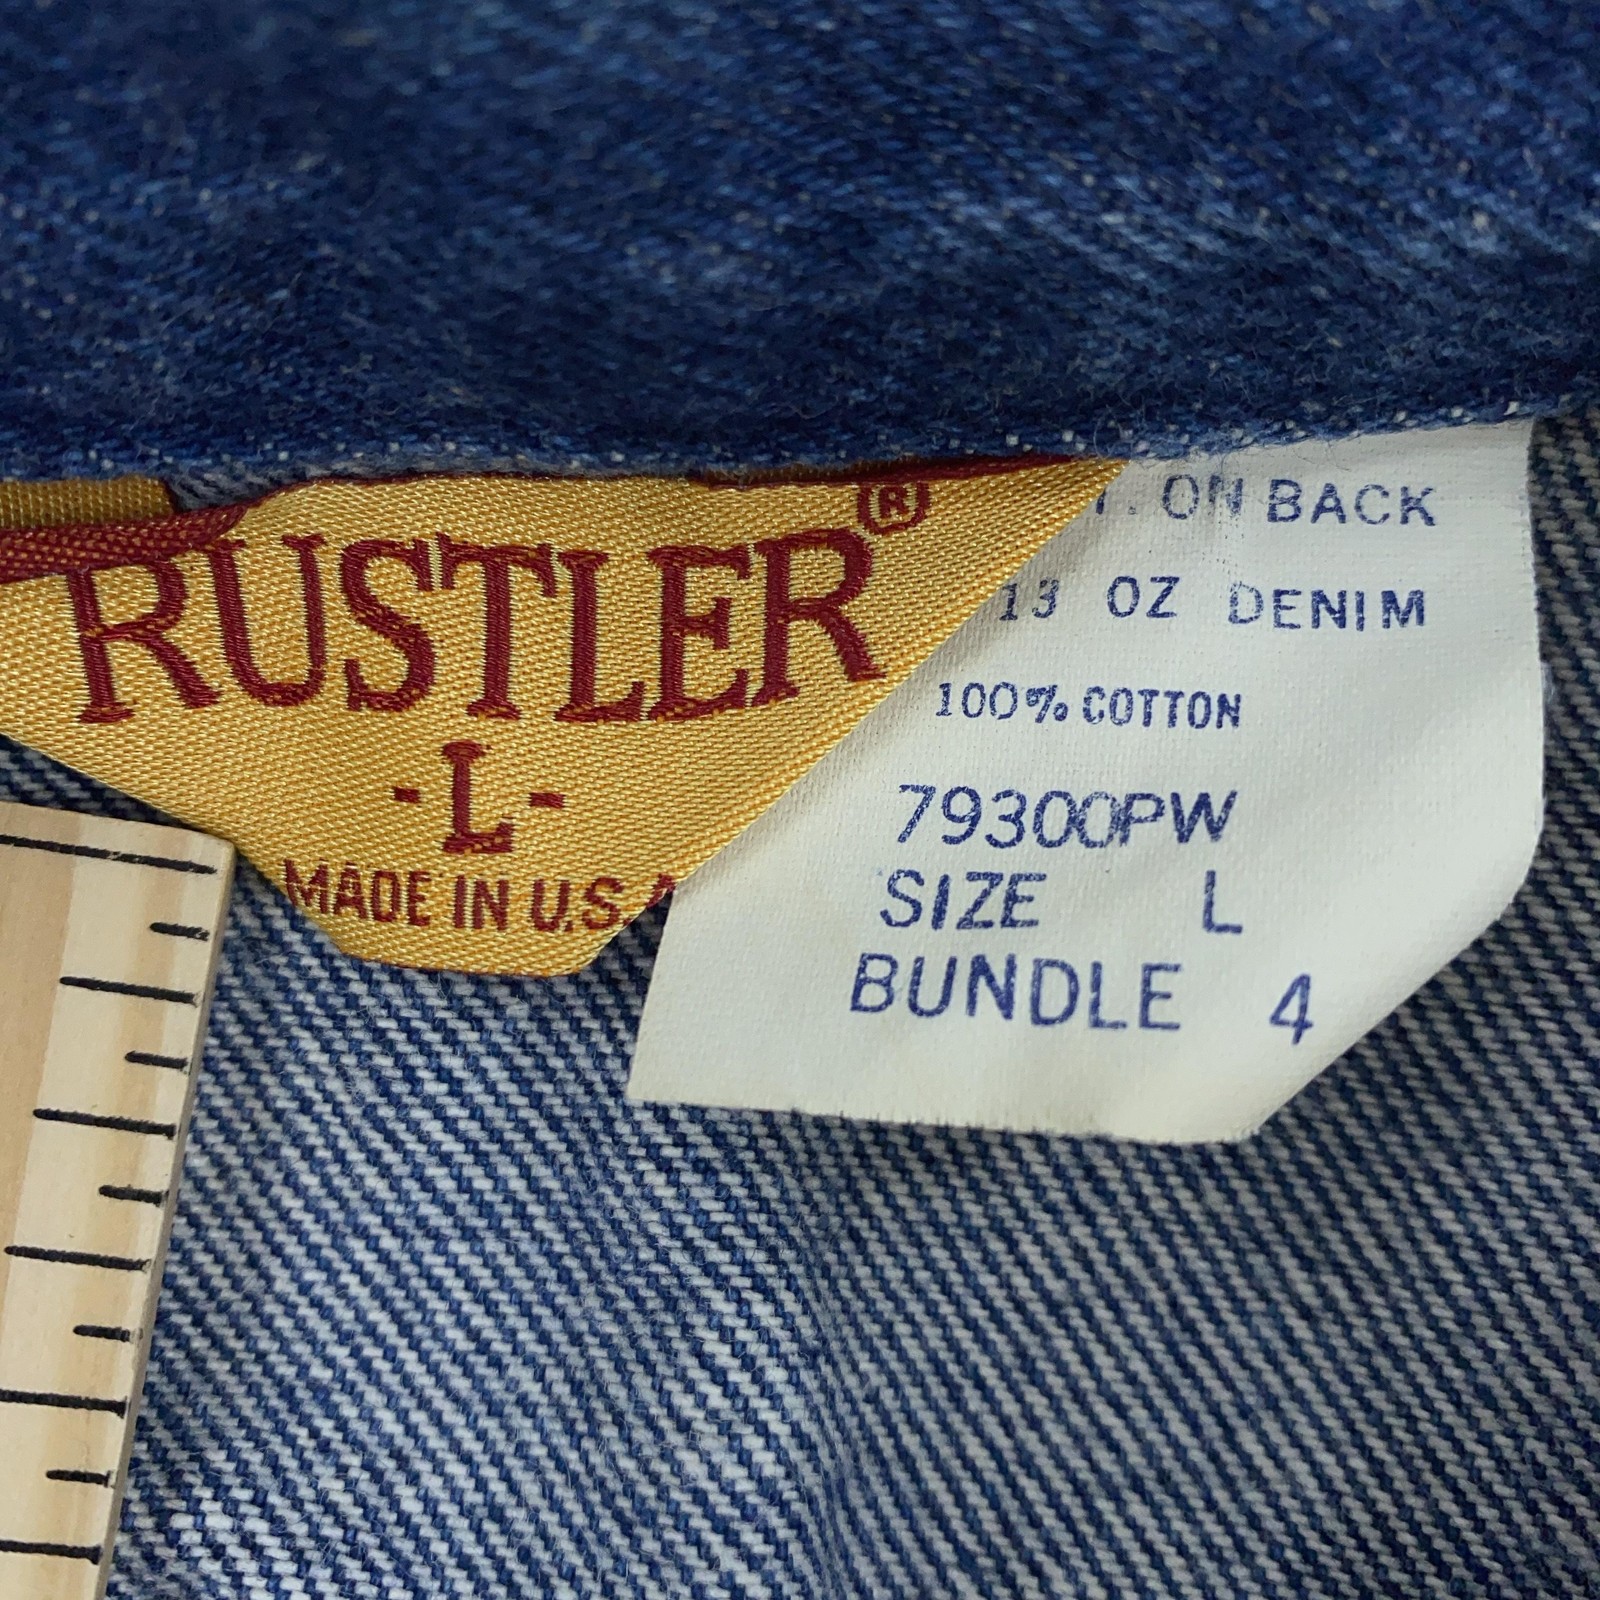 RUSTLER®
-L-
MADE IN U.S.A
ON BACK
13 OZ DENIM
100% COTTON
79300PW
SIZE L
BUNDLE 4